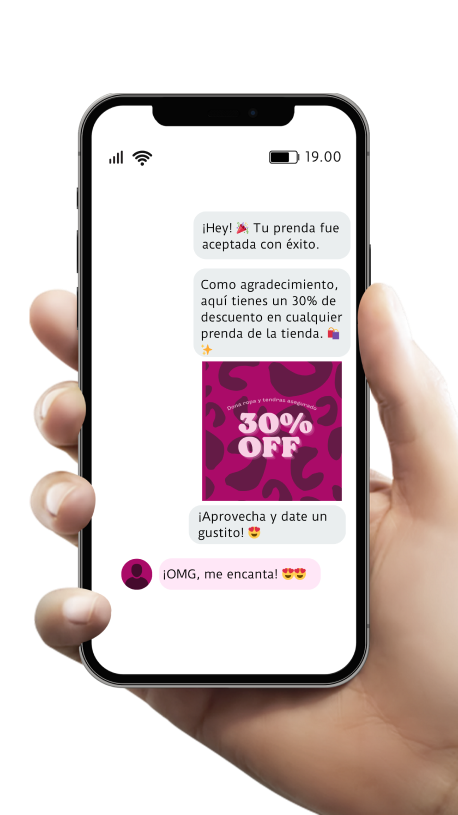 19.00
¡Hey! 🎉 Tu prenda fue
aceptada con éxito.
Como agradecimiento,
aquí tienes un 30% de
descuento en cualquier
prenda de la tienda. 🛍️
✨
Dona ropa y tendras asegurado
30%
OFF
¡Aprovecha y date un
gustito! 😍
¡OMG, me encanta! 😍😍